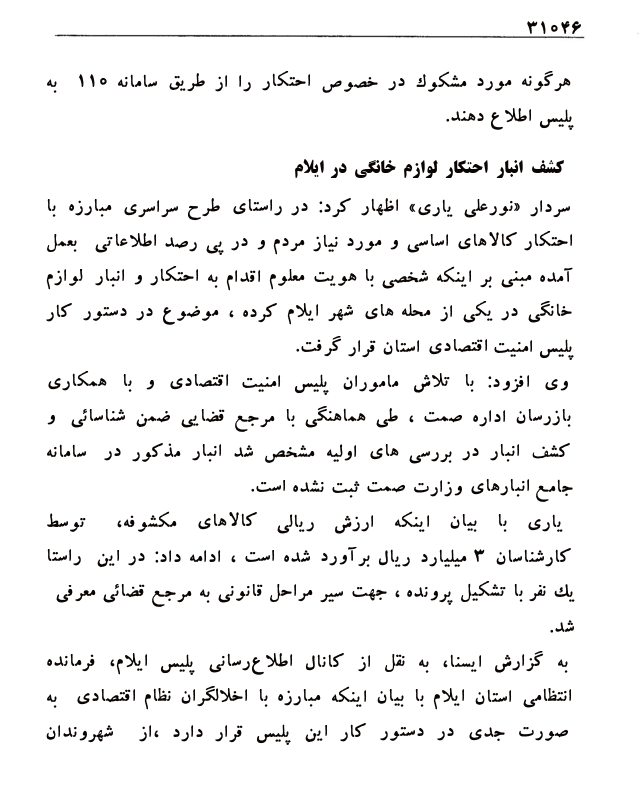 ۳۱۰۴۶
هرگونه مورد مشکوك در خصوص احتکار را از طریق سامانه ۱۱۰ به
پلیس اطلاع دهند.
کشف انبار احتکار لوازم خانگی در ایلام
سردار «نورعلی یاری» اظهار کرد: در راستای طرح سراسری مبارزه با
احتکار کالاهای اساسی و مورد نیاز مردم و در پی رصد اطلاعاتی بعمل
آمده مبنی بر اینکه شخصی با هویت معلوم اقدام به احتکار و انبار لوازم
خانگی در یکی از محله های شهر ایلام کرده ، موضوع در دستور کار
پلیس امنیت اقتصادی استان قرار گرفت.
وی افزود: با تلاش ماموران پلیس امنیت اقتصادی و با همکاری
بازرسان اداره صمت ، طی هماهنگی با مرجع قضایی ضمن شناسائی و
کشف انبار در بررسی های اولیه مشخص شد انبار مذکور در سامانه
جامع انبارهای وزارت صمت ثبت نشده است.
یاری با بیان اینکه ارزش ریالی کالاهای مکشوفه، توسط
کارشناسان ۳ میلیارد ریال برآورد شده است ، ادامه داد: در این راستا
یك نفر با تشکیل پرونده ، جهت سیر مراحل قانونی به مرجع قضائی معرفی
شد.
به گزارش ایسنا، به نقل از کانال اطلاع‌رسانی پلیس ایلام، فرمانده
انتظامی استان ایلام با بیان اینکه مبارزه با اخلالگران نظام اقتصادی به
صورت جدی در دستور کار این پلیس قرار دارد ،از شهروندان